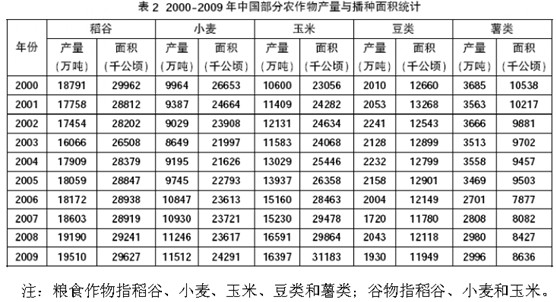 表 2 2000-2009 年中国部分农作物产量与播种面积统计
年份 稻谷 小麦 玉米 豆类 薯类
产量 面积 产量 面积 产量 面积 产量 面积 产量 面积
(万吨) (千公顷) (万吨) (千公顷) (万吨) (千公顷) (万吨) (千公顷) (万吨) (千公顷)
2000 18791 29962 9964 26653 10600 23056 2010 12660 3685 10538
2001 17758 28812 9387 24664 11409 24282 2053 13268 3563 10217
2002 17454 28202 9029 23908 12131 24634 2241 12543 3666 9881
2003 16066 26508 8649 21997 11583 24068 2128 12899 3513 9702
2004 17909 28379 9195 21626 13029 25446 2232 12799 3558 9457
2005 18059 28847 9745 22793 13937 26358 2158 12901 3469 9503
2006 18172 28938 10847 23613 15160 28463 2004 12149 2701 7877
2007 18603 28919 10930 23721 15230 29478 1720 11780 2808 8082
2008 19190 29241 11246 23617 16591 29864 2043 12118 2980 8427
2009 19510 29627 11512 24291 16397 31183 1930 11949 2996 8636
注：粮食作物指稻谷、小麦、玉米、豆类和薯类；谷物指稻谷、小麦和玉米。